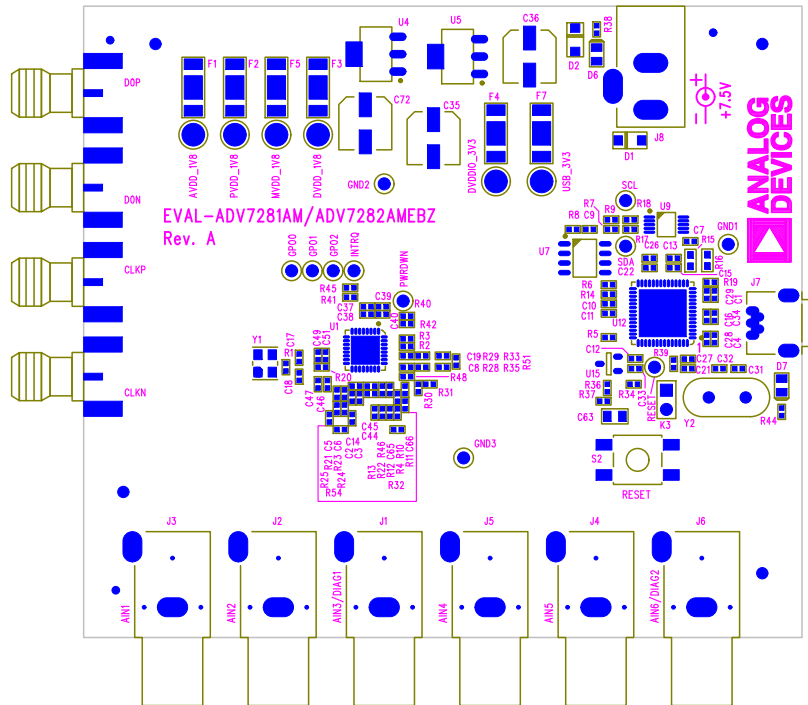 U4
U5
C36
R38
F1
F2
F5
F3
D2
D6
DOP
C72
C35
F4
F7
+7.5V
J8
D1
ANALOG
DEVICES
AVDD_1V8
PVDD_1V8
MVDD_1V8
DVDD_1V8
DVDDIO_3V3
USB_3V3
GND2
DON
SCL
EVAL-ADV7281AM/ADV7282AMEBZ
Rev. A
R7
R8
C9
R9
R18
U9
GND1
C7
R15
R17
U7
SDA
C22
C26
C13
R16
C15
GPO0
GPO1
GPO2
INTRQ
PWRDWN
CLKP
R45
R41
R40
R6
R14
C10
C11
R19
J7
C29
C1
C39
C37
C38
C40
R42
U12
C16
C34
U1
Y1
C17
C49
C51
R3
R2
R5
C28
C4
R1
C19
R29
R33
C8
R28
R35
R51
C12
R39
C27
C21
C32
C31
D7
C18
R20
R48
U15
CLKN
C47
C46
R31
R30
R36
R37
R34
C33
RESET
C63
K3
Y2
R44
C45
C44
C5
C6
C2
C14
C3
R21
R23
R25
R24
R54
R46
R13
R22
C65
R12
R10
R4
C66
R11
R32
GND3
S2
RESET
J3
J2
J1
J5
J4
J6
AIN1
AIN2
AIN3/DIAG1
AIN4
AIN5
AIN6/DIAG2